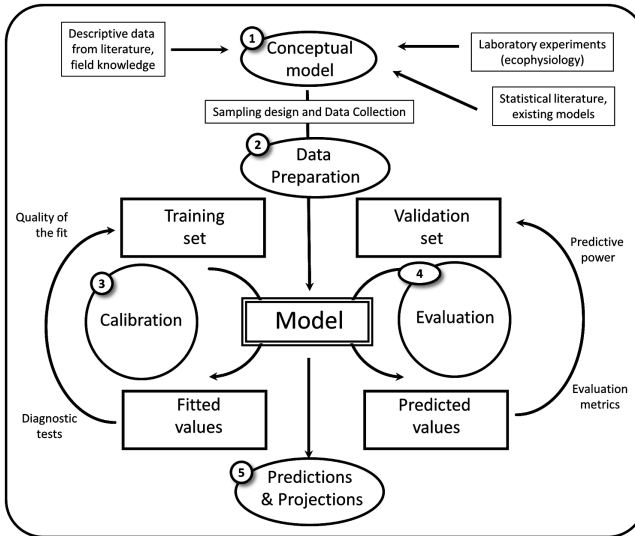 Descriptive data
from literature,
field knowledge
1
Conceptual
model
Laboratory experiments
(ecophysiology)
Statistical literature,
existing models
Sampling design and Data Collection
2
Data
Preparation
Quality of
the fit
Training
set
Validation
set
Predictive
power
3
Calibration
Model
4
Evaluation
Diagnostic
tests
Fitted
values
Predicted
values
Evaluation
metrics
5
Predictions
& Projections